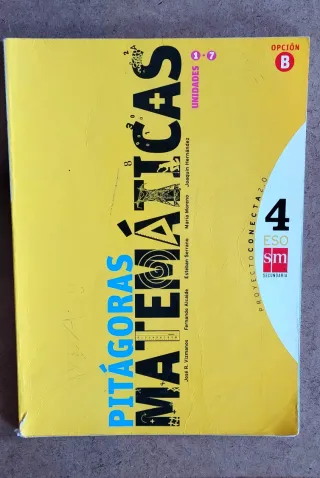 PITÁGORAS
MATEMÁTICAS
José R. Vizmanos
Fernando Alcaide
Esteban Serrano
María Moreno
Joaquín Hernández
UNIDADES 1-7
OPCIÓN
B
PROYECTO CONECTA 2.0
4
ESO
sm
SECUNDARIA